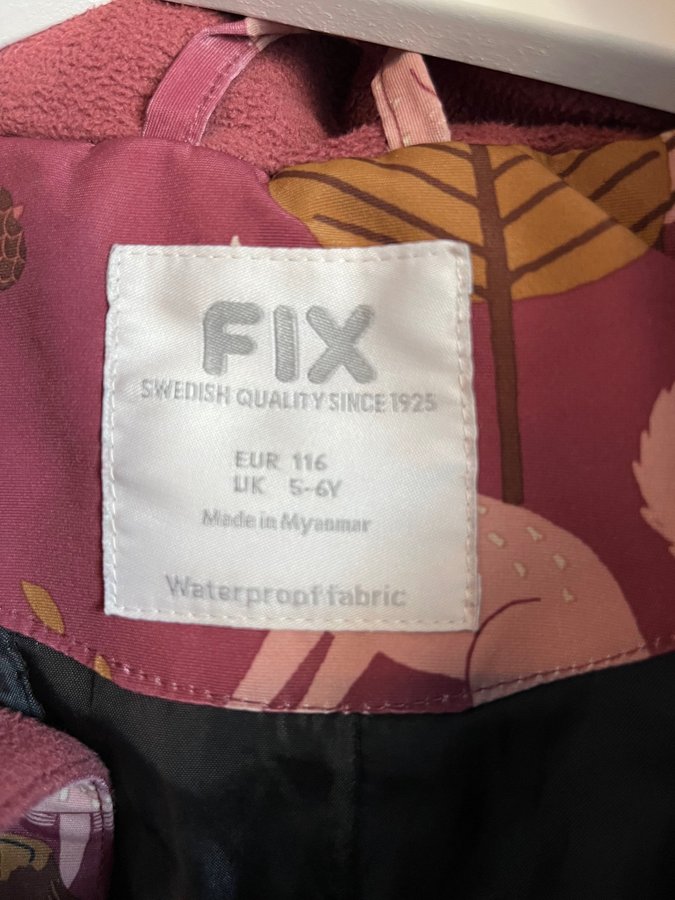 FIX
SWEDISH QUALITY SINCE 1925
EUR 116
UK 5-6Y
Made in Myanmar
Waterproof fabric